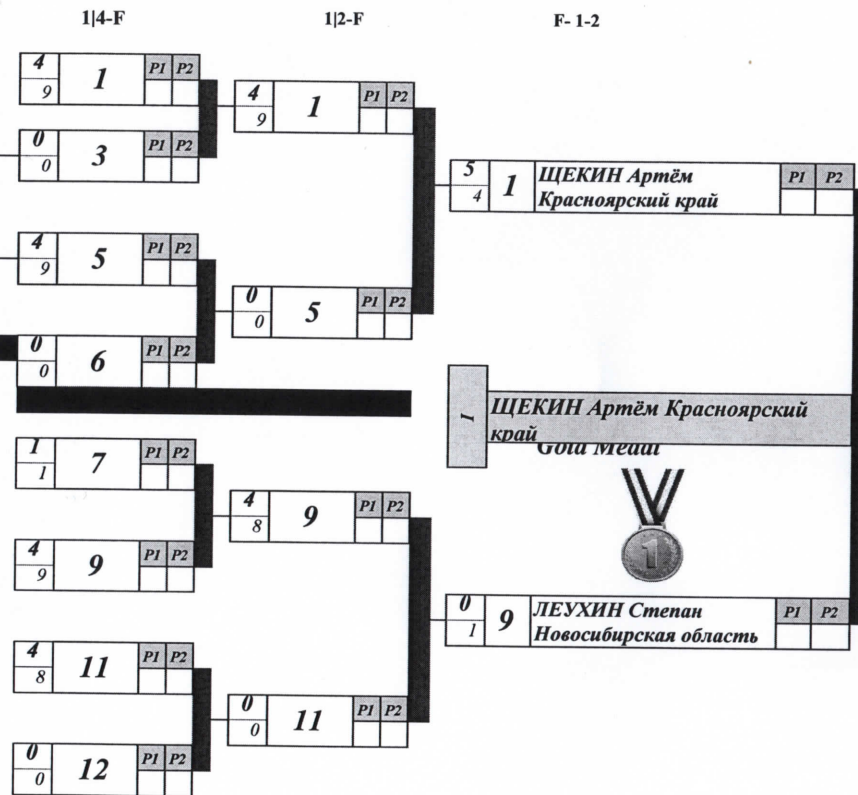 1|4-F 1|2-F F- 1-2
4 9 1 P1 P2
0 0 3 P1 P2
4 9 5 P1 P2
0 0 6 P1 P2
1 1 7 P1 P2
4 9 9 P1 P2
4 8 11 P1 P2
0 0 12 P1 P2
4 9 1 P1 P2
0 0 5 P1 P2
4 8 9 P1 P2
0 0 11 P1 P2
5 4 1 ЩЕКИН Артём P1 P2
Красноярский край
1 ЩЕКИН Артём Красноярский
край
Gold Medal
1
0 1 9 ЛЕУХИН Степан P1 P2
Новосибирская область